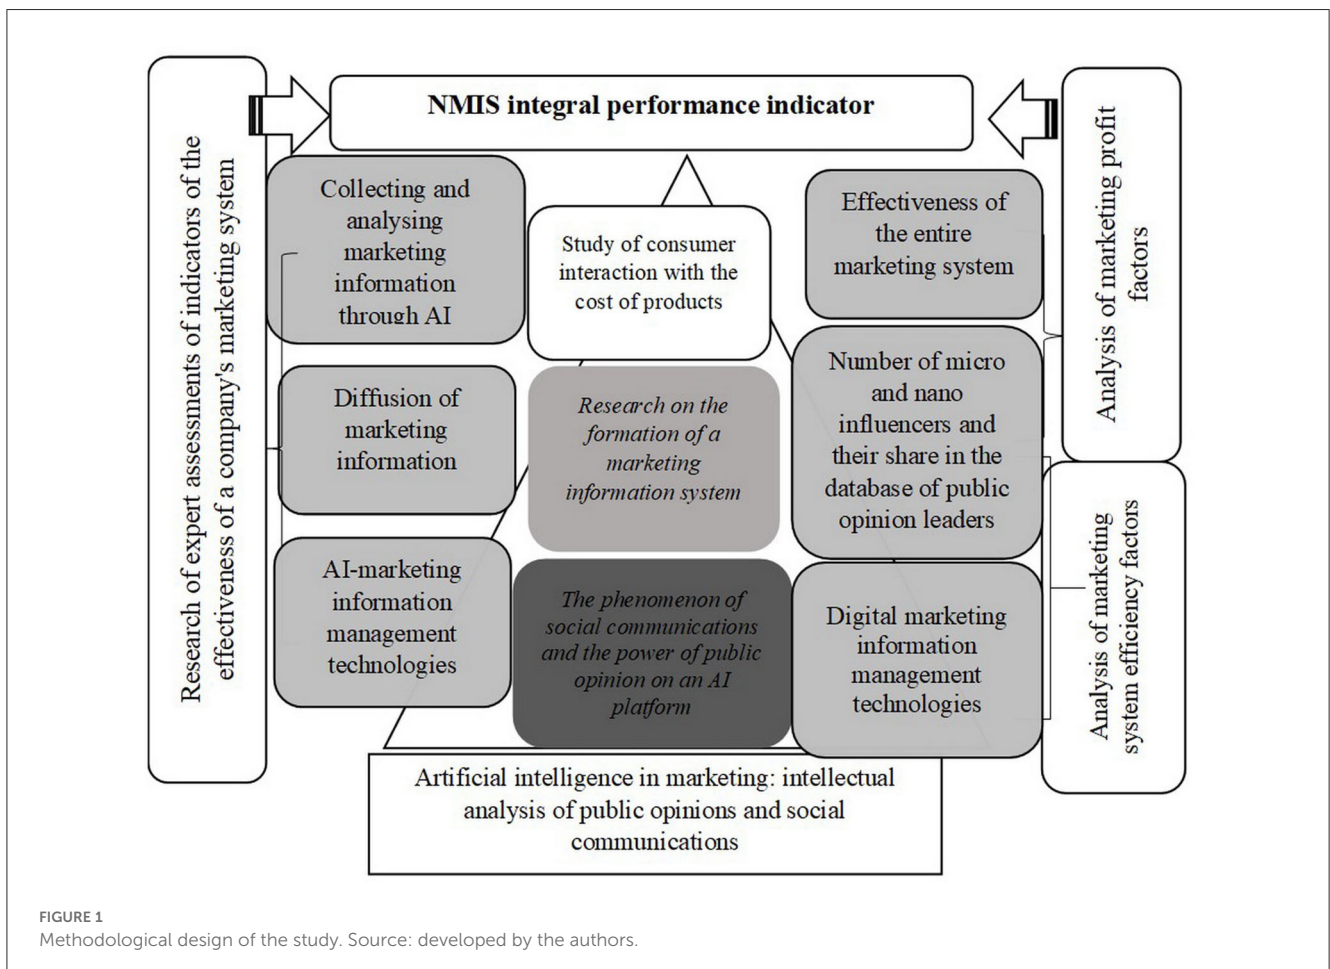 NMIS integral performance indicator
Research of expert assessments of indicators of the
effectiveness of a company's marketing system
Collecting and
analysing
marketing
information
through AI
Diffusion of
marketing
information
AI-marketing
information
management
technologies
Study of consumer
interaction with the
cost of products
Research on the
formation of a
marketing
information system
The phenomenon of
social communications
and the power of public
opinion on an AI
platform
Effectiveness of
the entire
marketing system
Number of micro
and nano
influencers and
their share in the
database of public
opinion leaders
Digital marketing
information
management
technologies
Analysis of marketing profit
factors
Analysis of marketing
system efficiency factors
Artificial intelligence in marketing: intellectual
analysis of public opinions and social
communications
FIGURE 1
Methodological design of the study. Source: developed by the authors.